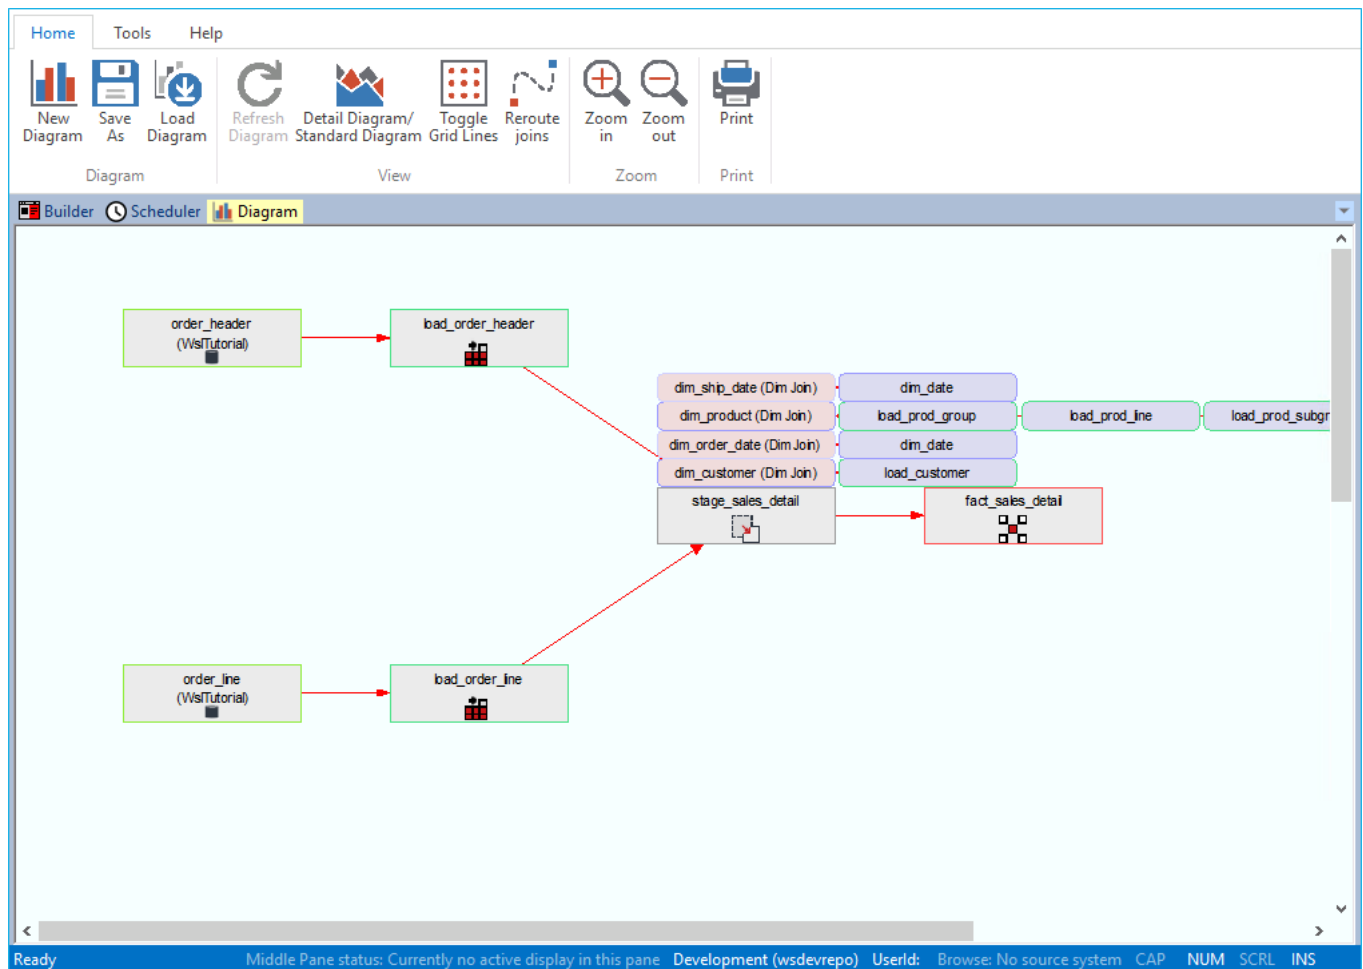 Home Tools Help
New Diagram Save As Load Diagram Refresh Diagram Detail Diagram/ Standard Diagram Toggle Grid Lines Reroute joins Zoom in Zoom out Print
Diagram View Zoom Print
Builder Scheduler Diagram
order_header
(WslTutorial)
load_order_header
dim_ship_date (Dim Join) dim_date
dim_product (Dim Join) load_prod_group load_prod_line load_prod_subgr
dim_order_date (Dim Join) dim_date
dim_customer (Dim Join) load_customer
stage_sales_detail fact_sales_detail
order_line
(WslTutorial)
load_order_line
Ready Middle Pane status: Currently no active display in this pane Development (wsdevrepo) UserId: Browse: No source system CAP NUM SCRL INS